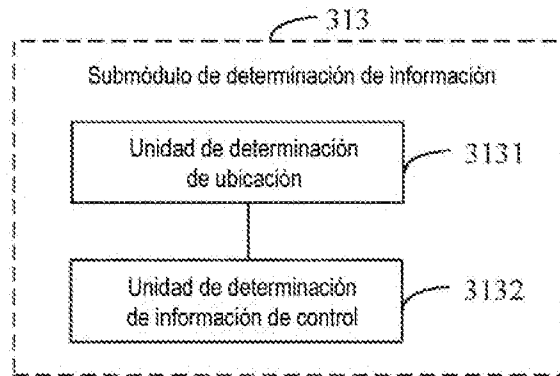 313
Submódulo de determinación de información
Unidad de determinación
de ubicación
3131
Unidad de determinación
de información de control
3132